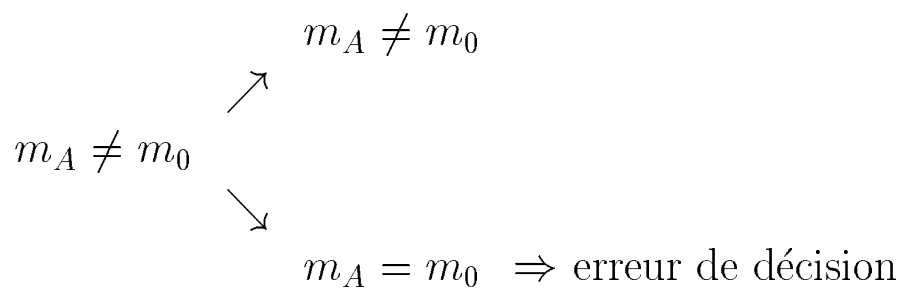 m_A ≠ m_0
↗
m_A ≠ m_0
↘
m_A = m_0 ⇒ erreur de décision